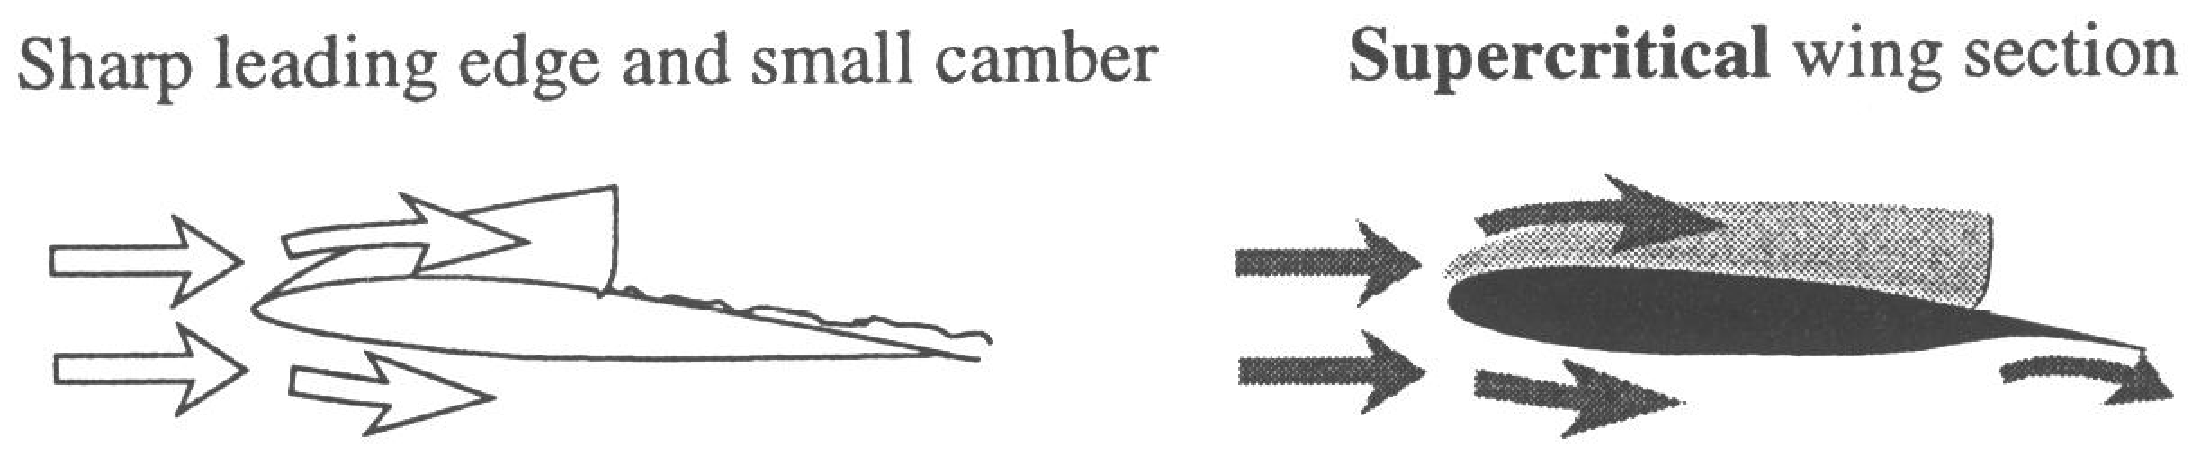 Sharp leading edge and small camber
Supercritical wing section